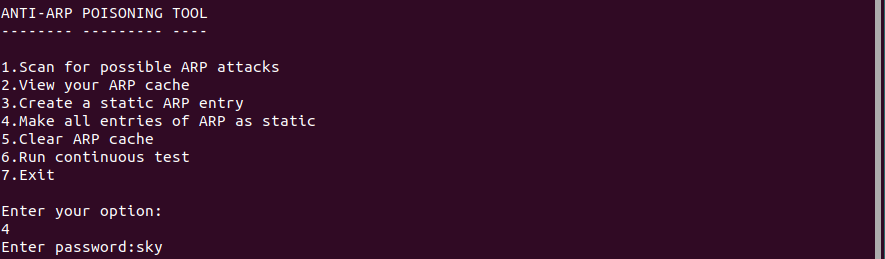 ANTI-ARP POISONING TOOL
-------- --------- ----
1.Scan for possible ARP attacks
2.View your ARP cache
3.Create a static ARP entry
4.Make all entries of ARP as static
5.Clear ARP cache
6.Run continuous test
7.Exit
Enter your option:
4
Enter password:sky